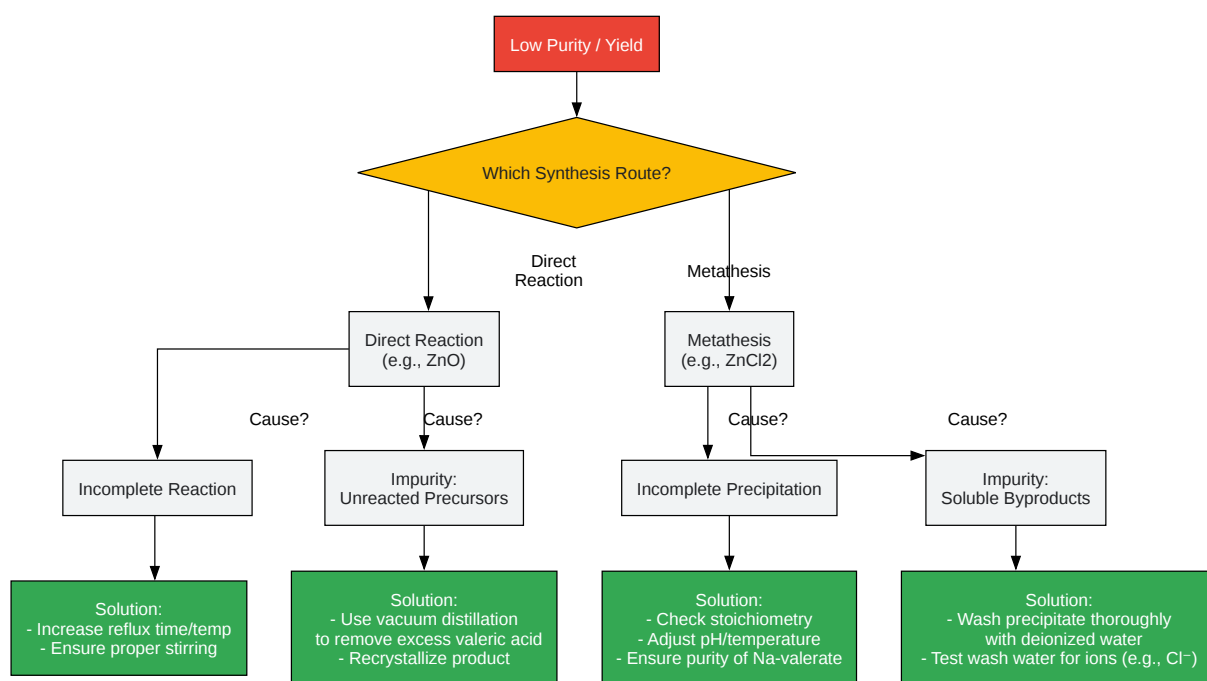 Low Purity / Yield
Which Synthesis Route?
Direct
Reaction
Metathesis
Direct Reaction
(e.g., ZnO)
Metathesis
(e.g., ZnCl2)
Cause?
Cause?
Cause?
Cause?
Incomplete Reaction
Impurity:
Unreacted Precursors
Incomplete Precipitation
Impurity:
Soluble Byproducts
Solution:
- Increase reflux time/temp
- Ensure proper stirring
Solution:
- Use vacuum distillation
to remove excess valeric acid
- Recrystallize product
Solution:
- Check stoichiometry
- Adjust pH/temperature
- Ensure purity of Na-valerate
Solution:
- Wash precipitate thoroughly
with deionized water
- Test wash water for ions (e.g., Cl⁻)